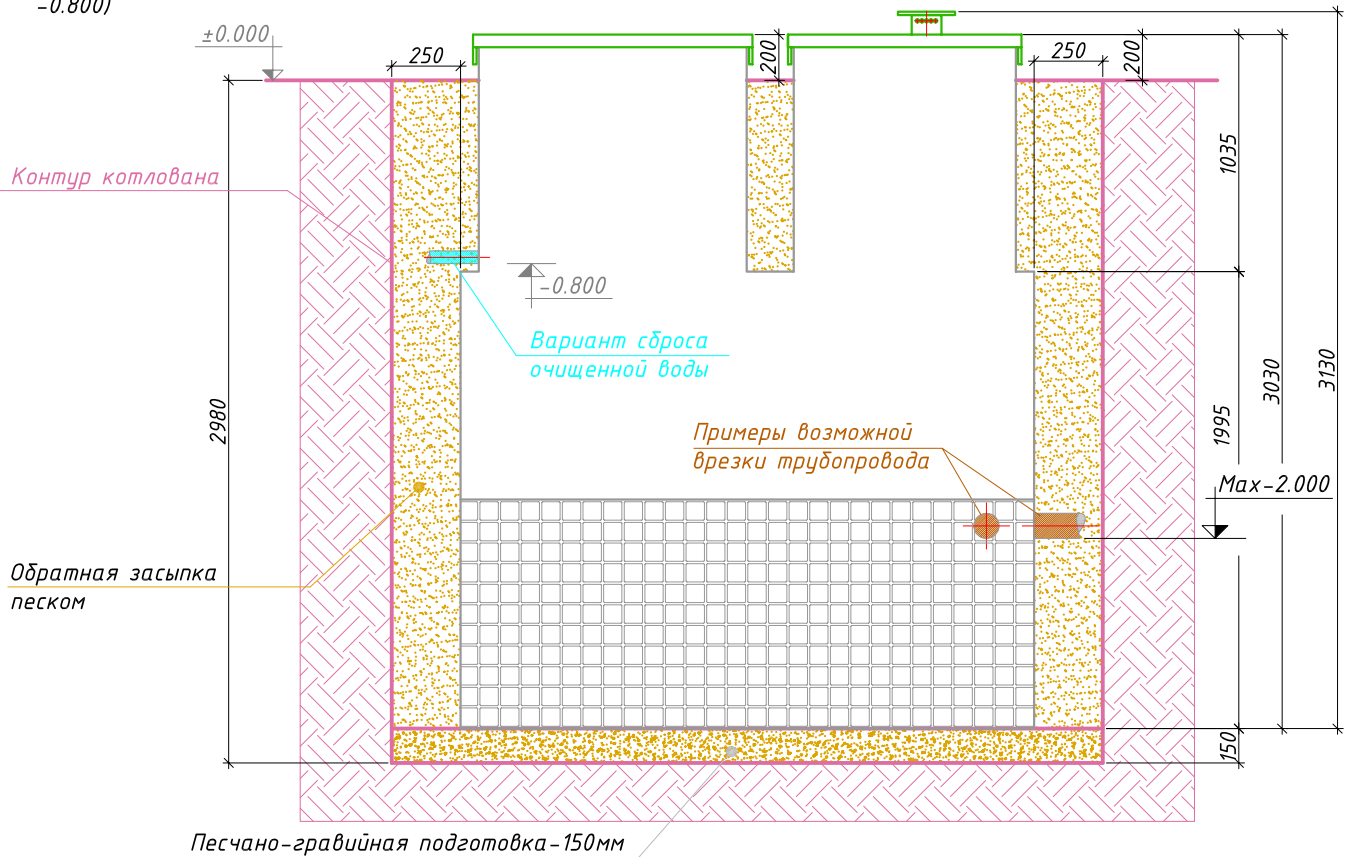 -0.800)
±0.000
250
200
250
200
Контур котлована
1035
-0.800
Вариант сброса
очищенной воды
2980
3030
3130
1995
Примеры возможной
врезки трубопровода
Max-2.000
Обратная засыпка
песком
150
Песчано-гравийная подготовка-150мм